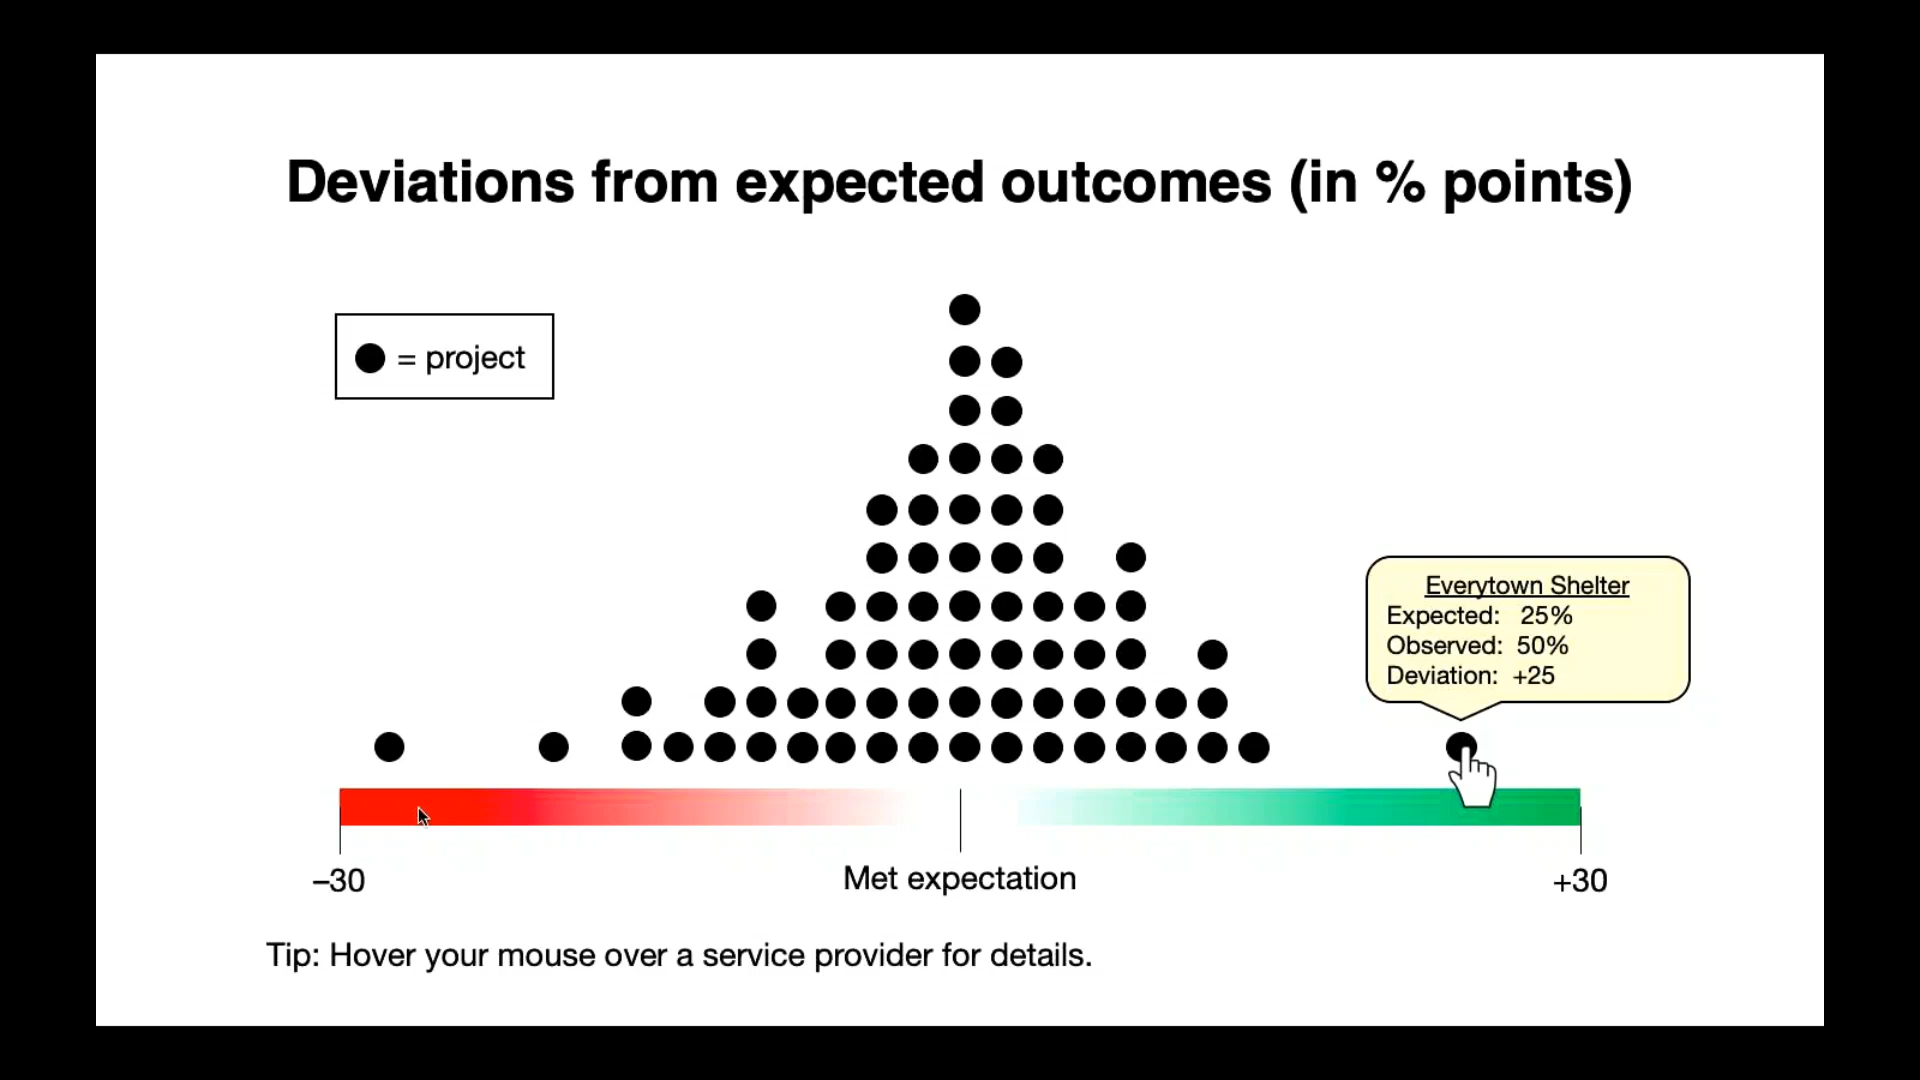 Deviations from expected outcomes (in % points)
= project
Everytown Shelter
Expected: 25%
Observed: 50%
Deviation: +25
–30
Met expectation
+30
Tip: Hover your mouse over a service provider for details.